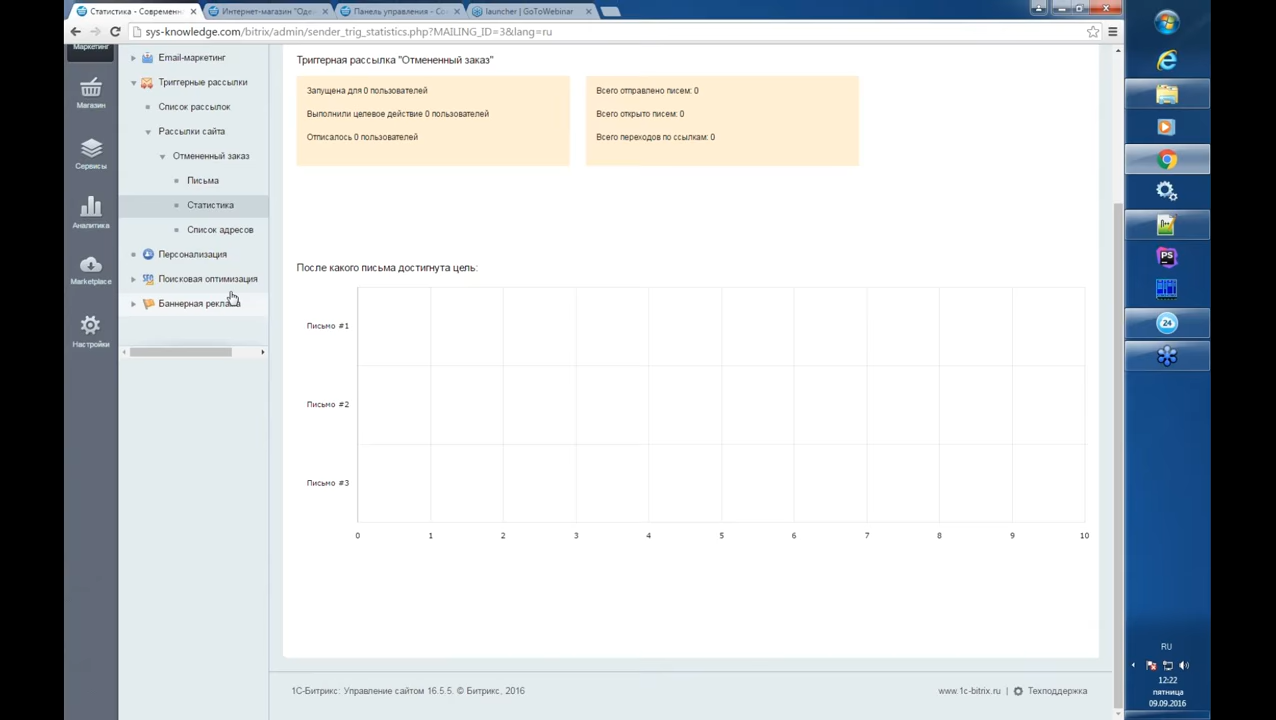 Статистика - Современн
Интернет-магазин "Оде
Панель управления - Со
launcher | GoToWebinar
sys-knowledge.com/bitrix/admin/sender_trig_statistics.php?MAILING_ID=3&lang=ru
Маркетинг
Магазин
Сервисы
Аналитика
Marketplace
Настройки
Email-маркетинг
Триггерные рассылки
Список рассылок
Рассылки сайта
Отмененный заказ
Письма
Статистика
Список адресов
Персонализация
Поисковая оптимизация
Баннерная реклама
Триггерная рассылка "Отмененный заказ"
Запущена для 0 пользователей
Выполнили целевое действие 0 пользователей
Отписалось 0 пользователей
Всего отправлено писем: 0
Всего открыто писем: 0
Всего переходов по ссылкам: 0
После какого письма достигнута цель:
Письмо #1
Письмо #2
Письмо #3
0 1 2 3 4 5 6 7 8 9 10
1С-Битрикс: Управление сайтом 16.5.5. © Битрикс, 2016
www.1c-bitrix.ru | Техподдержка
PS
24
RU
12:22
пятница
09.09.2016